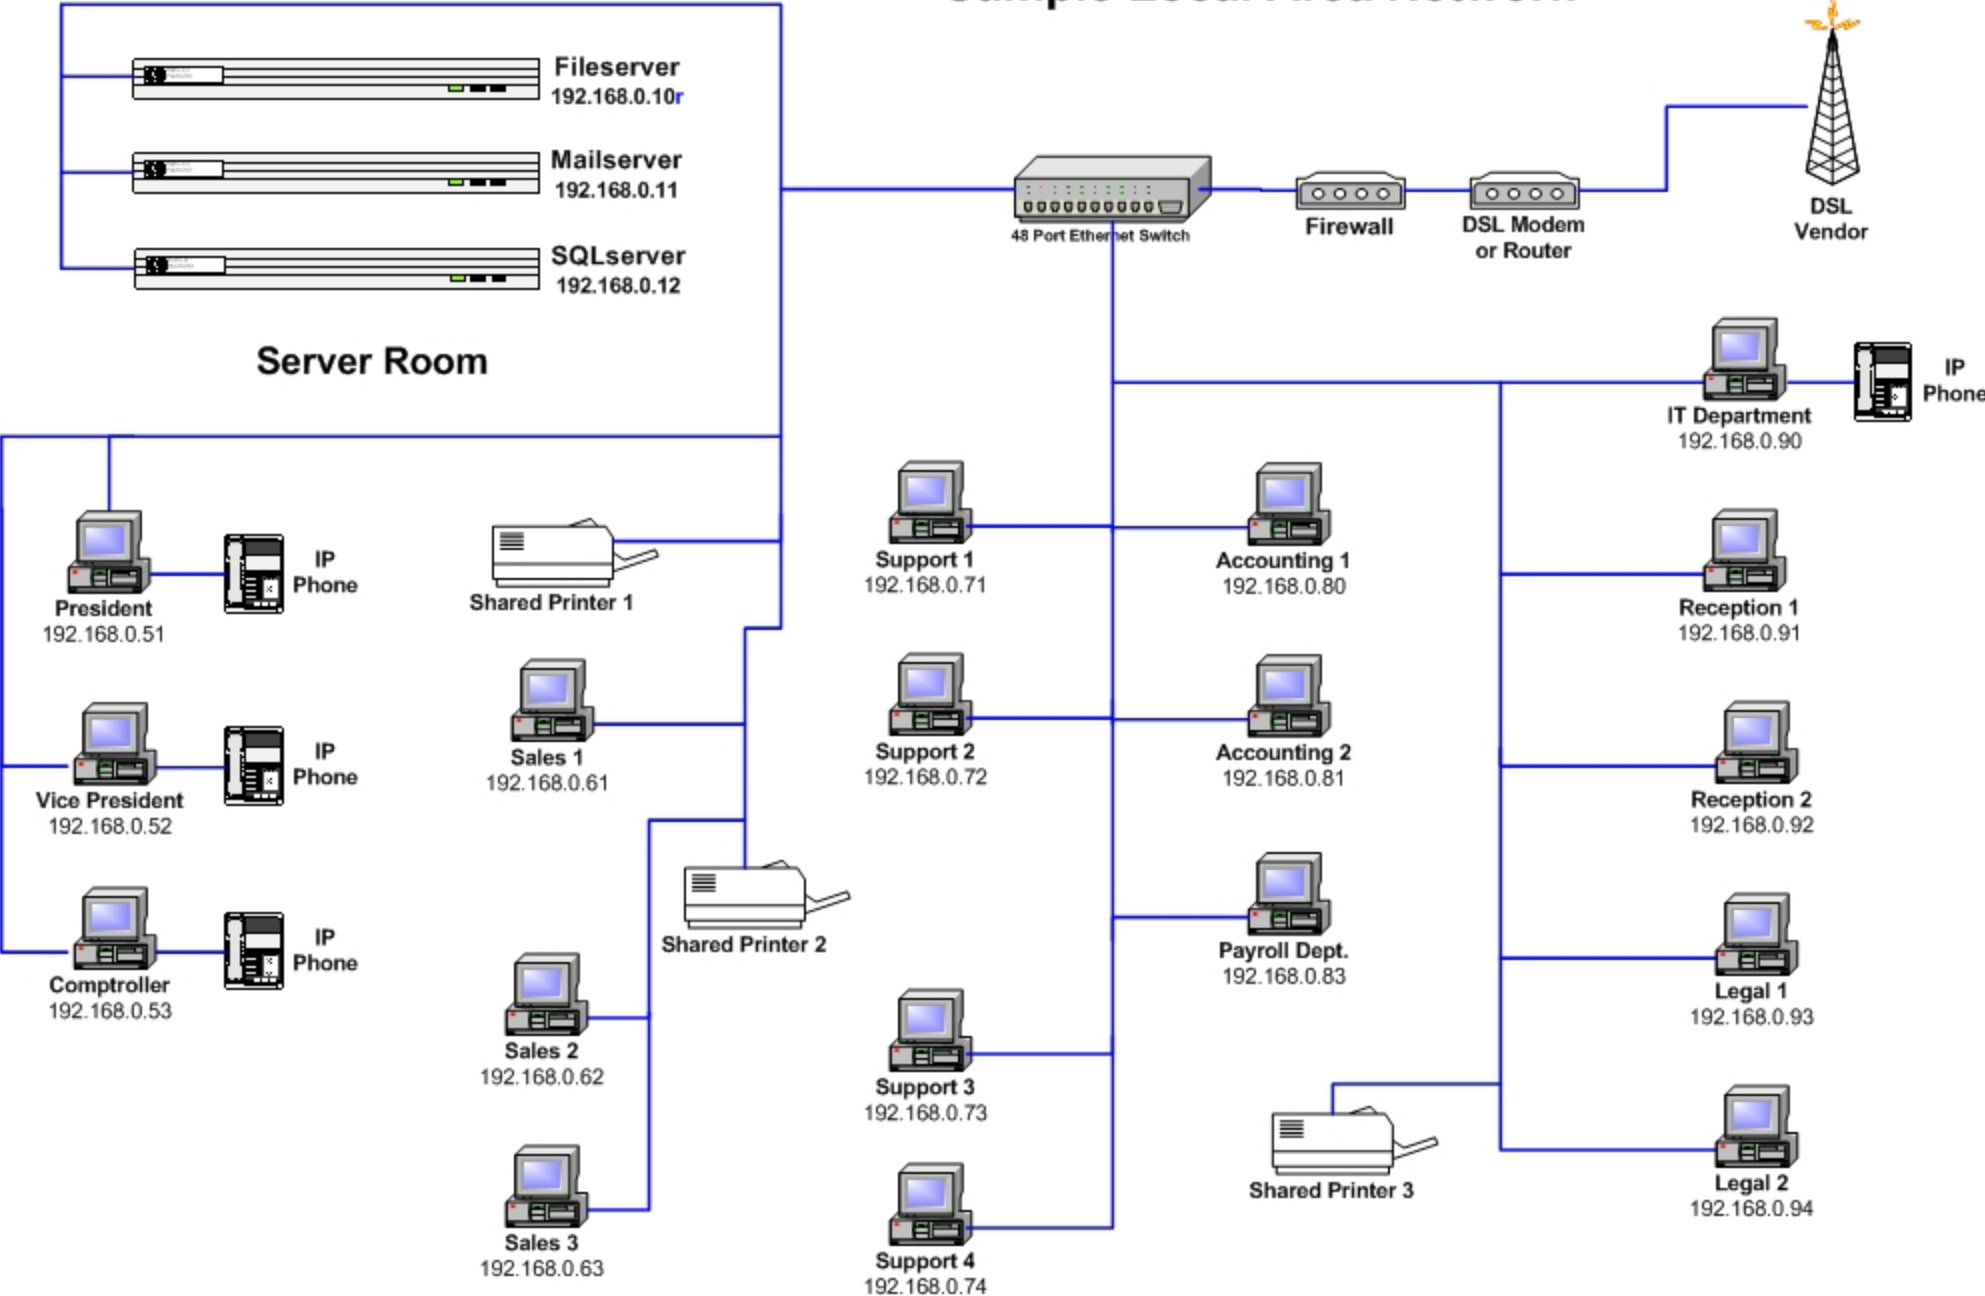 Sample Local Area Network
Fileserver
192.168.0.10r
Mailserver
192.168.0.11
SQLserver
192.168.0.12
Server Room
48 Port Ethernet Switch
Firewall
DSL Modem
or Router
DSL
Vendor
IT Department
192.168.0.90
IP
Phone
President
192.168.0.51
IP
Phone
Shared Printer 1
Support 1
192.168.0.71
Accounting 1
192.168.0.80
Reception 1
192.168.0.91
Vice President
192.168.0.52
IP
Phone
Sales 1
192.168.0.61
Support 2
192.168.0.72
Accounting 2
192.168.0.81
Reception 2
192.168.0.92
Comptroller
192.168.0.53
IP
Phone
Shared Printer 2
Payroll Dept.
192.168.0.83
Legal 1
192.168.0.93
Sales 2
192.168.0.62
Support 3
192.168.0.73
Shared Printer 3
Legal 2
192.168.0.94
Sales 3
192.168.0.63
Support 4
192.168.0.74